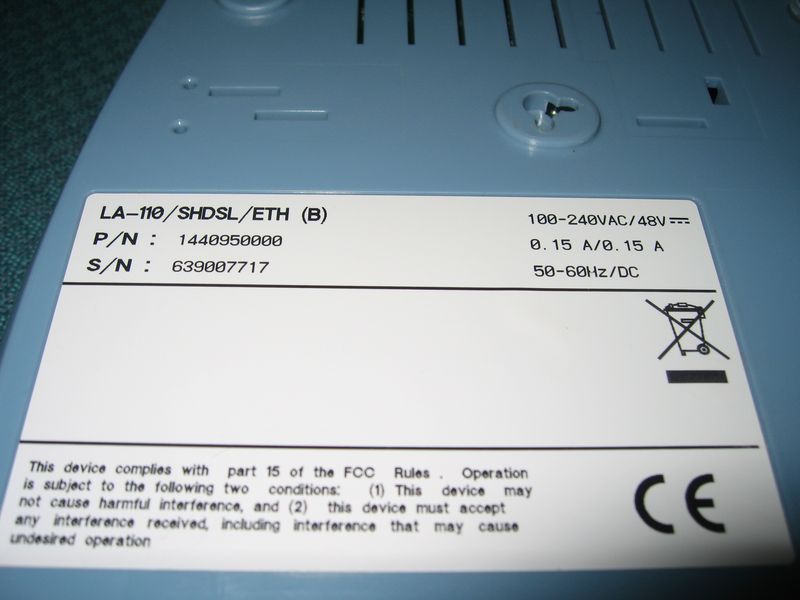 LA-110/SHDSL/ETH (B)
100-240VAC/48V
P/N : 1440950000
0.15 A/0.15 A
S/N : 639007717
50-60Hz/DC
This device complies with part 15 of the FCC Rules . Operation
is subject to the following two conditions: (1) This device may
not cause harmful interference, and (2) this device must accept
any interference received, including interference that may cause
undesired operation
CE